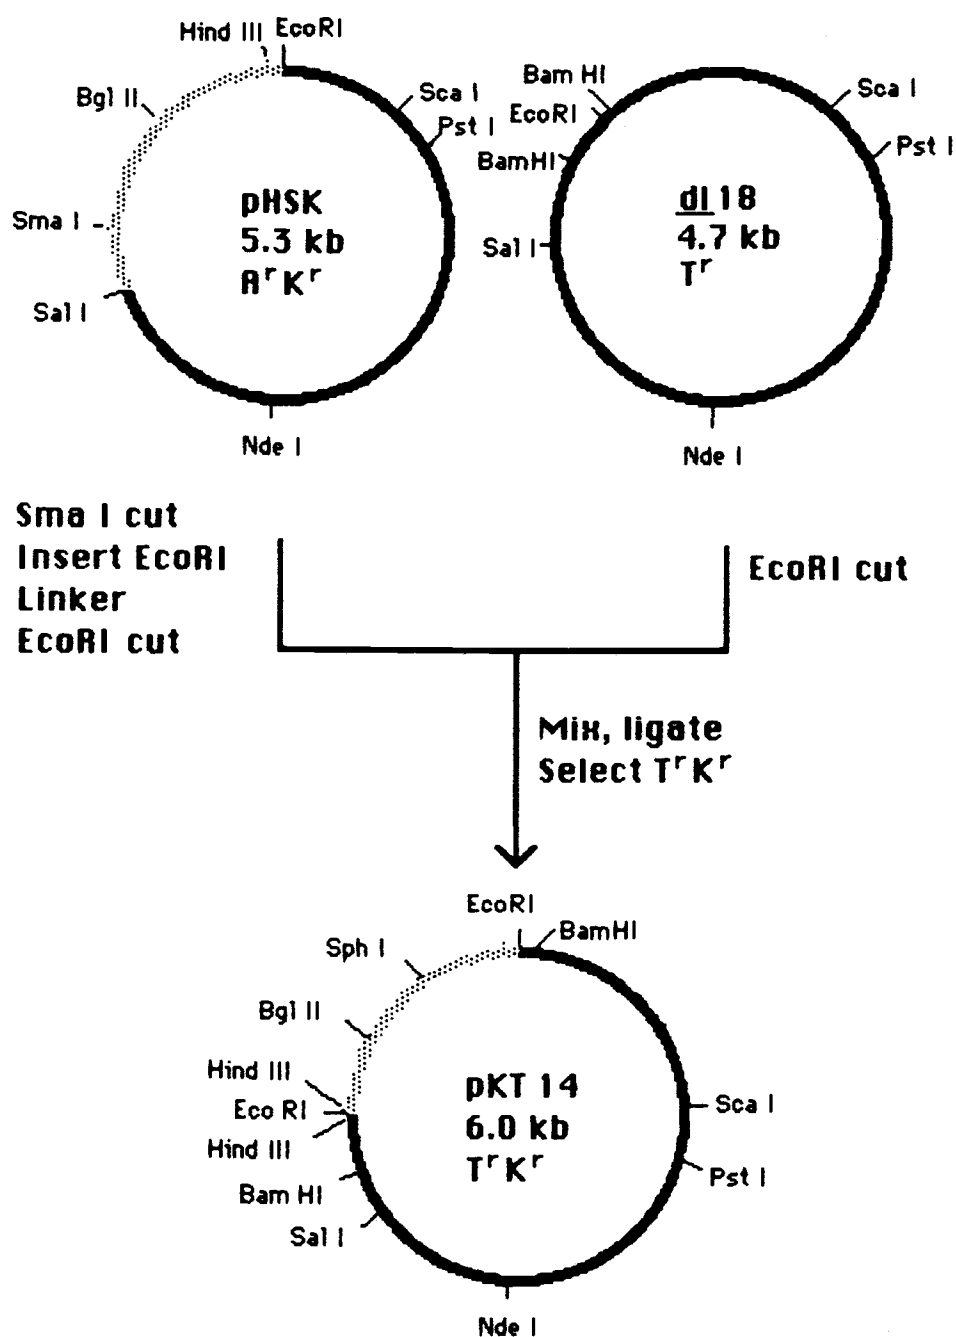 Hind III EcoRI
Bgl II
Sca I
Pst I
Sma I
Sal I
Nde I
pHSK
5.3 kb
AʳKʳ
Bam HI
EcoRI
BamHI
Sal I
Sca I
Pst I
Nde I
dl 18
4.7 kb
Tʳ
Sma I cut
Insert EcoRI
Linker
EcoRI cut
EcoRI cut
Mix, ligate
Select TʳKʳ
EcoRI
BamHI
Sph I
Bgl II
Hind III
Eco RI
Hind III
Bam HI
Sal I
Sca I
Pst I
Nde I
pKT 14
6.0 kb
TʳKʳ